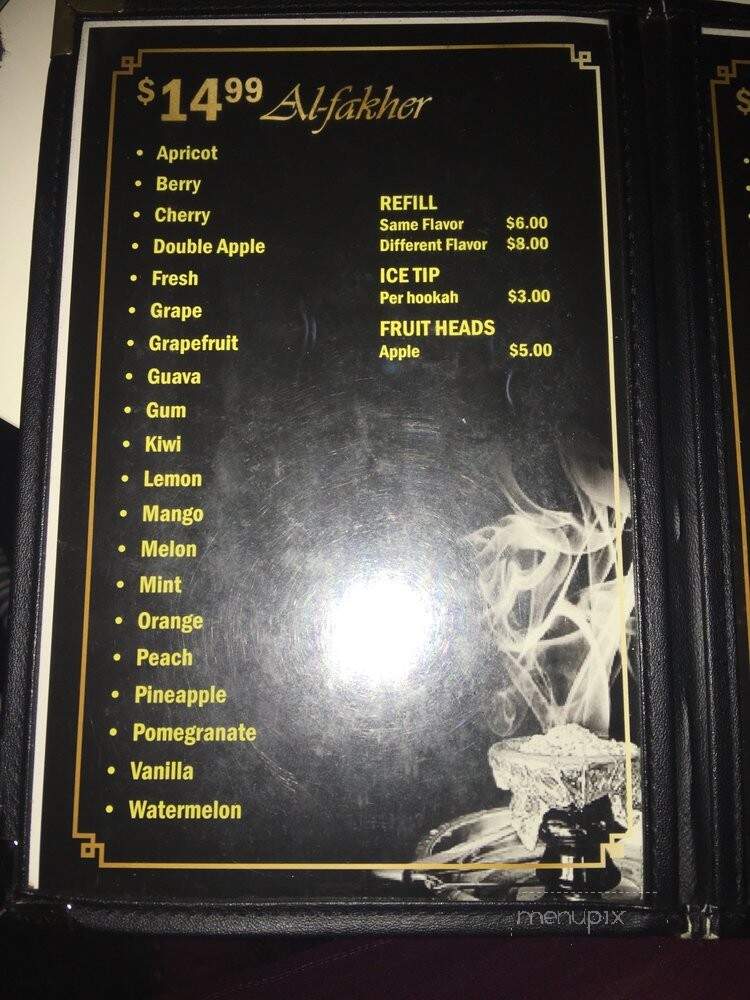 $14.99 Al-fakher
• Apricot
• Berry
• Cherry
• Double Apple
• Fresh
• Grape
• Grapefruit
• Guava
• Gum
• Kiwi
• Lemon
• Mango
• Melon
• Mint
• Orange
• Peach
• Pineapple
• Pomegranate
• Vanilla
• Watermelon
REFILL
Same Flavor $6.00
Different Flavor $8.00
ICE TIP
Per hookah $3.00
FRUIT HEADS
Apple $5.00
menupix
$